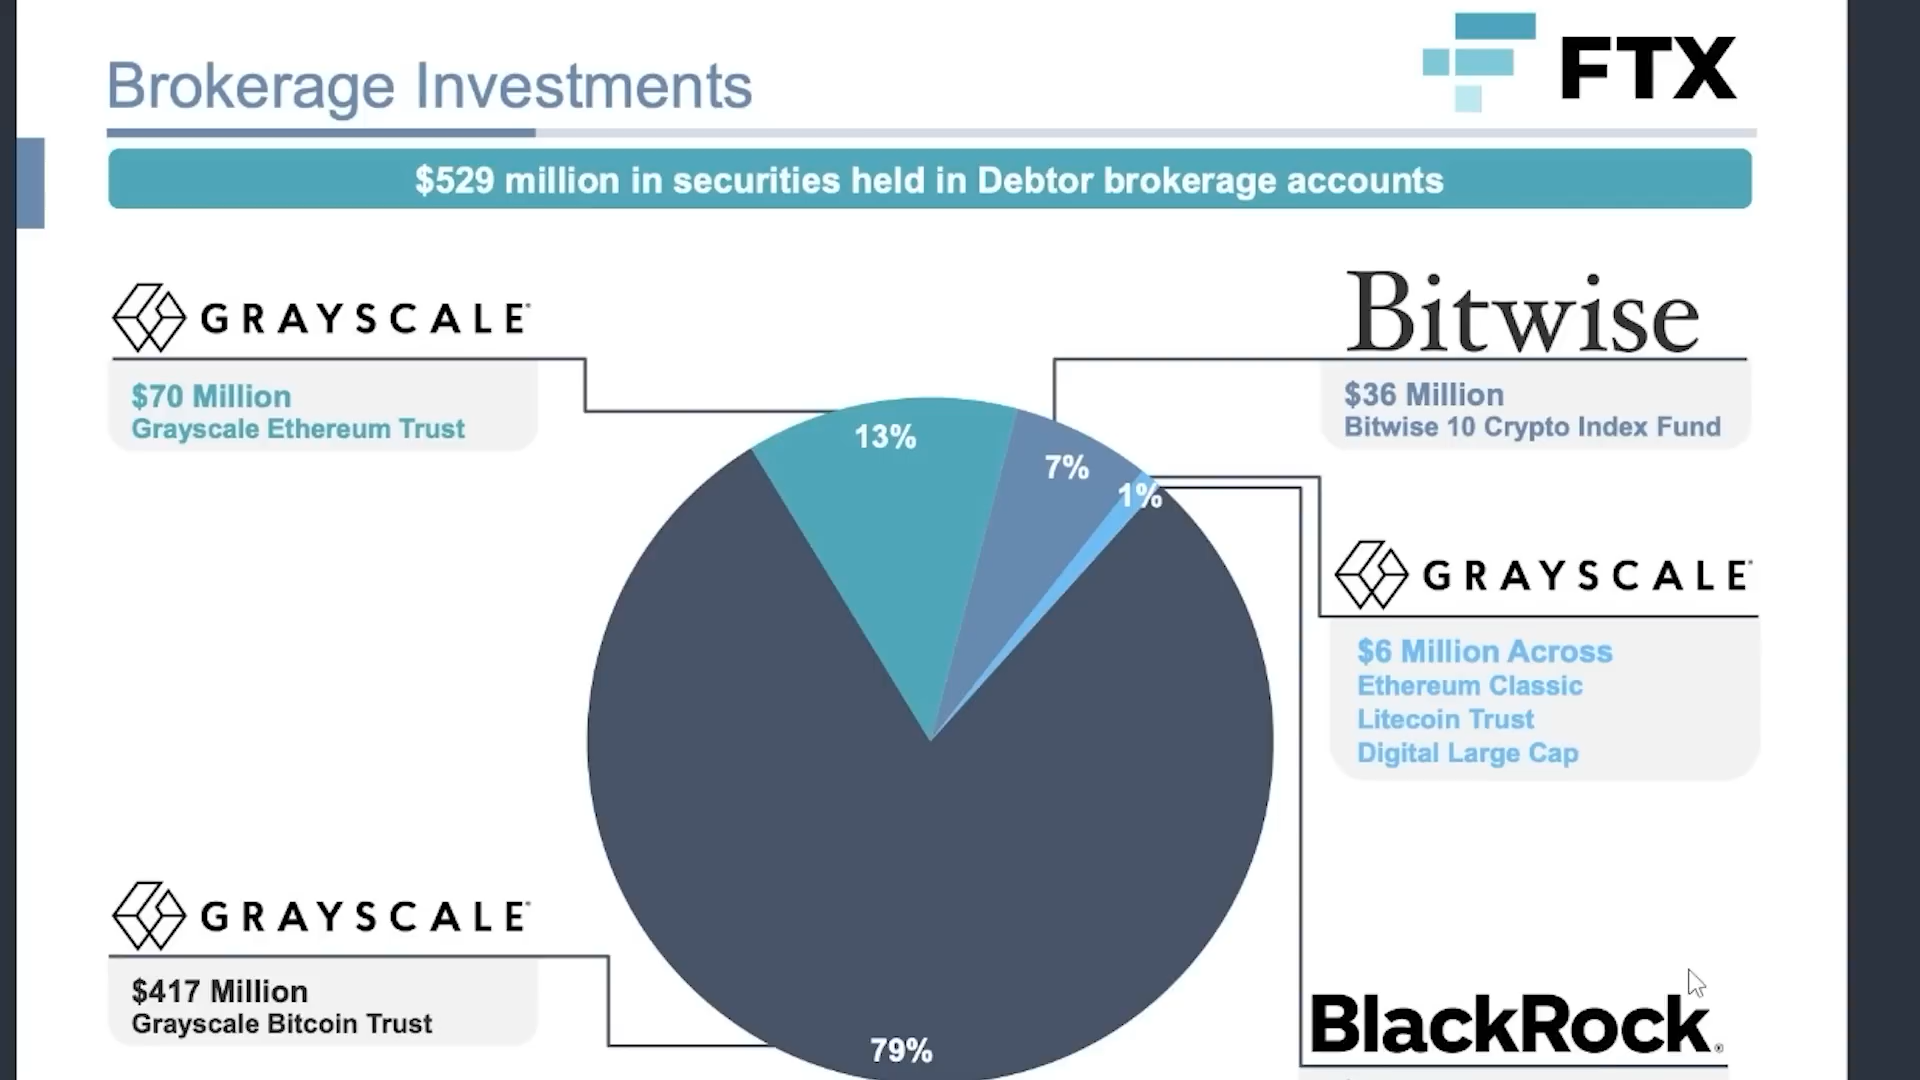 Brokerage Investments
FTX
$529 million in securities held in Debtor brokerage accounts
GRAYSCALE
$70 Million
Grayscale Ethereum Trust
Bitwise
$36 Million
Bitwise 10 Crypto Index Fund
13%
7%
1%
GRAYSCALE
$6 Million Across
Ethereum Classic
Litecoin Trust
Digital Large Cap
GRAYSCALE
$417 Million
Grayscale Bitcoin Trust
79%
BlackRock®